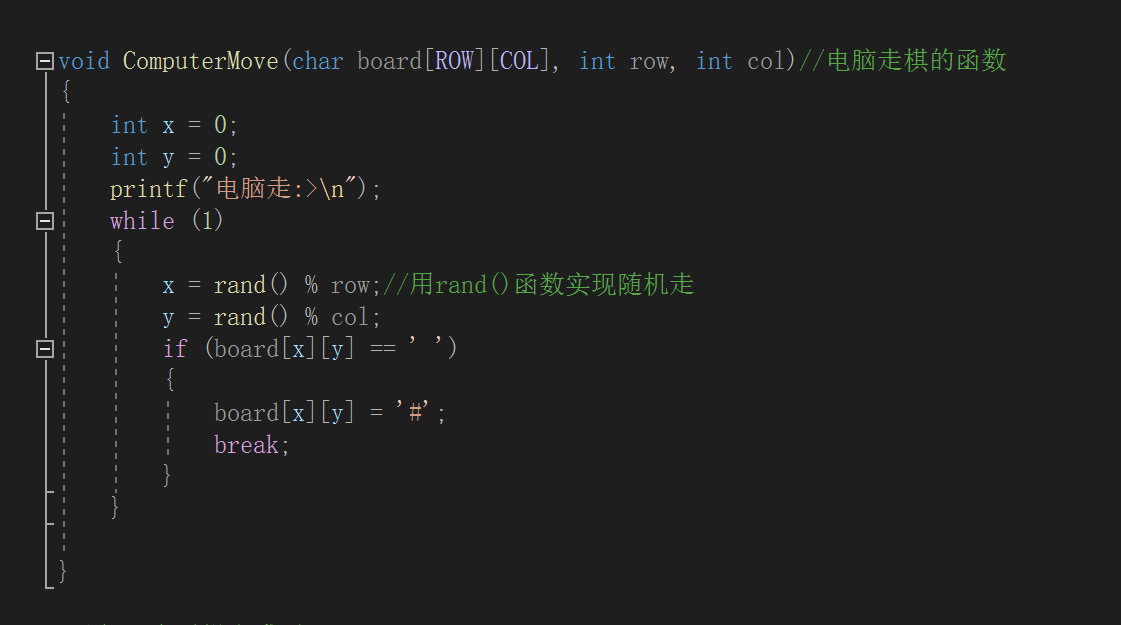 void ComputerMove(char board[ROW][COL], int row, int col)//电脑走棋的函数
{
    int x = 0;
    int y = 0;
    printf("电脑走:>\n");
    while (1)
    {
        x = rand() % row;//用rand()函数实现随机走
        y = rand() % col;
        if (board[x][y] == ' ')
        {
            board[x][y] = '#';
            break;
        }
    }
}